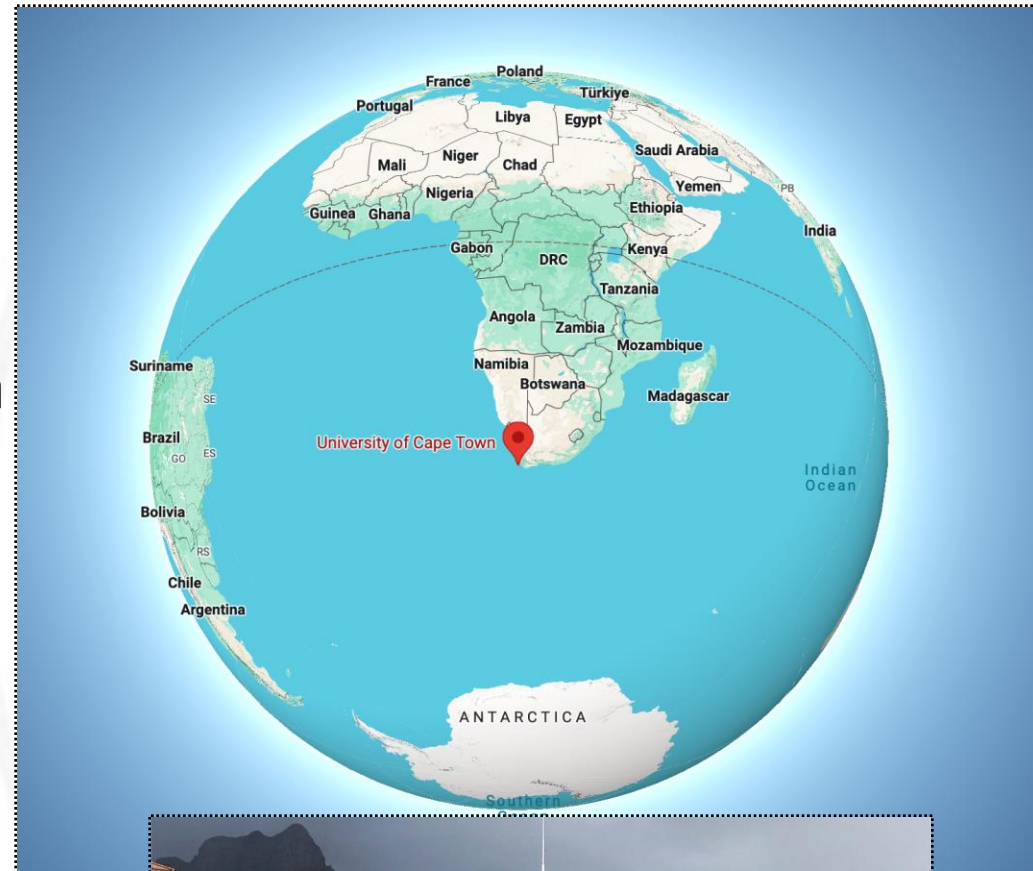 Poland
France
Türkiye
Portugal
Libya
Egypt
Saudi Arabia
Mali
Niger
Chad
Yemen
PB
Nigeria
Ethiopia
Guinea
Ghana
India
Gabon
Kenya
DRC
Tanzania
Angola
Zambia
Mozambique
Suriname
Namibia
Botswana
Madagascar
SE
Brazil
University of Cape Town
GO
ES
Indian
Ocean
Bolivia
RS
Chile
Argentina
ANTARCTICA
Southern